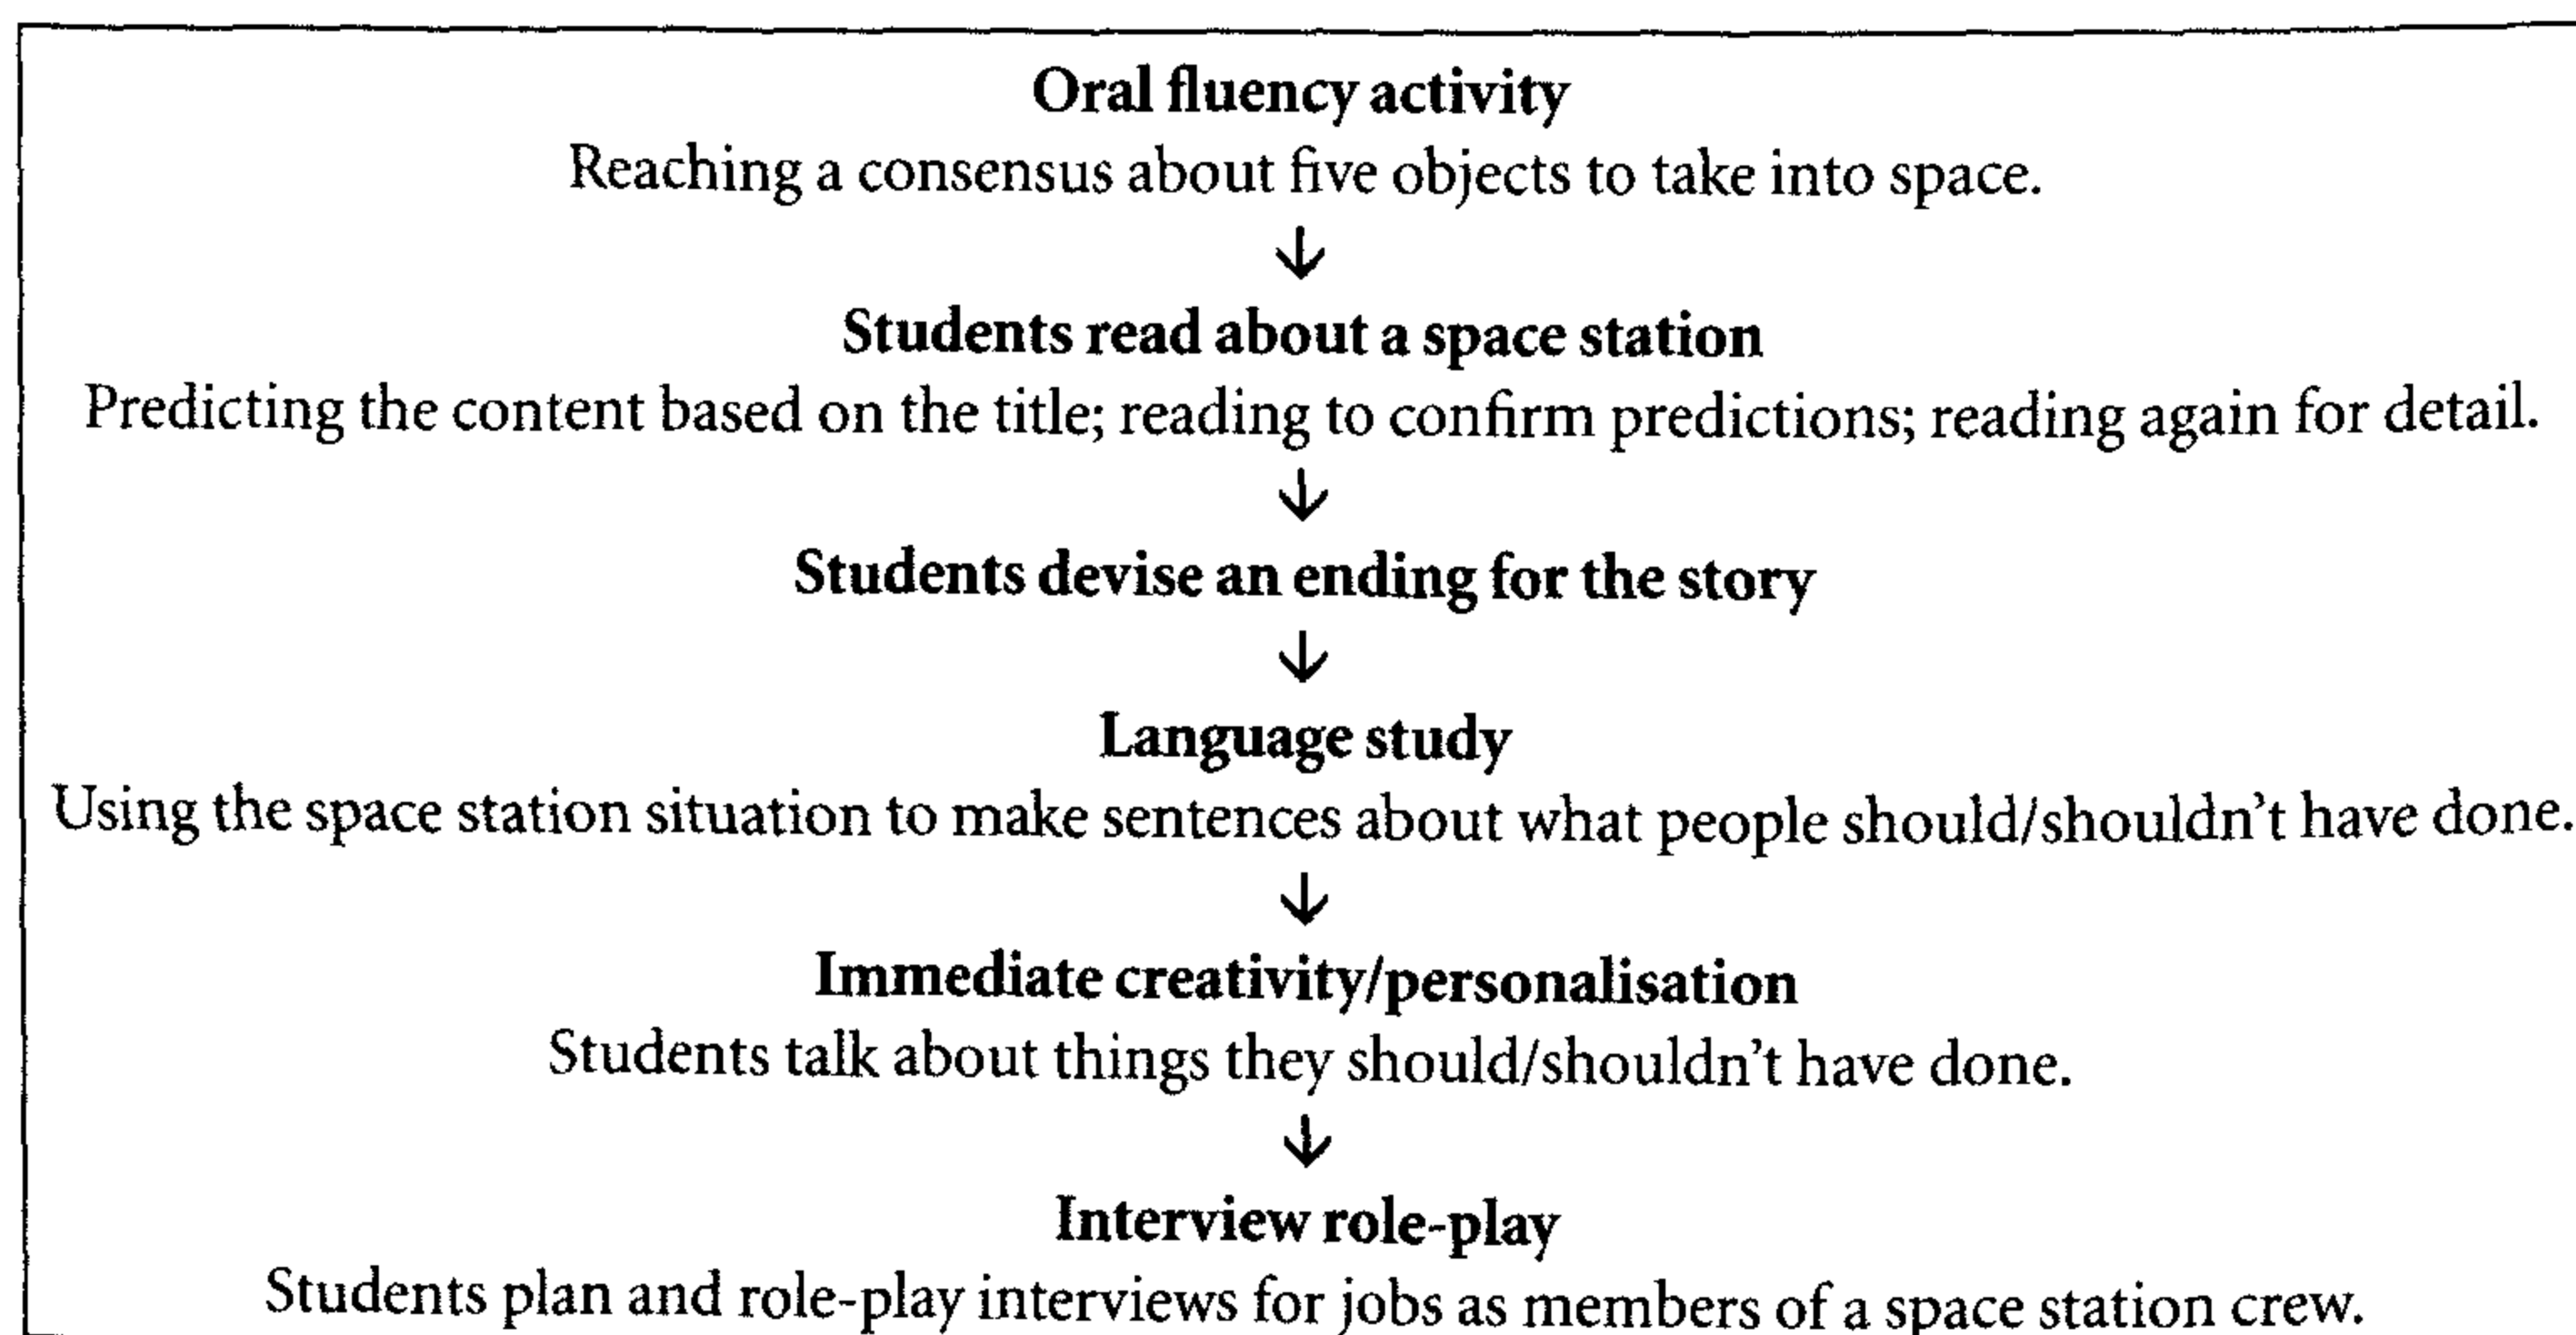 Oral fluency activity
Reaching a consensus about five objects to take into space.
↓
Students read about a space station
Predicting the content based on the title; reading to confirm predictions; reading again for detail.
↓
Students devise an ending for the story
↓
Language study
Using the space station situation to make sentences about what people should/shouldn't have done.
↓
Immediate creativity/personalisation
Students talk about things they should/shouldn't have done.
↓
Interview role-play
Students plan and role-play interviews for jobs as members of a space station crew.